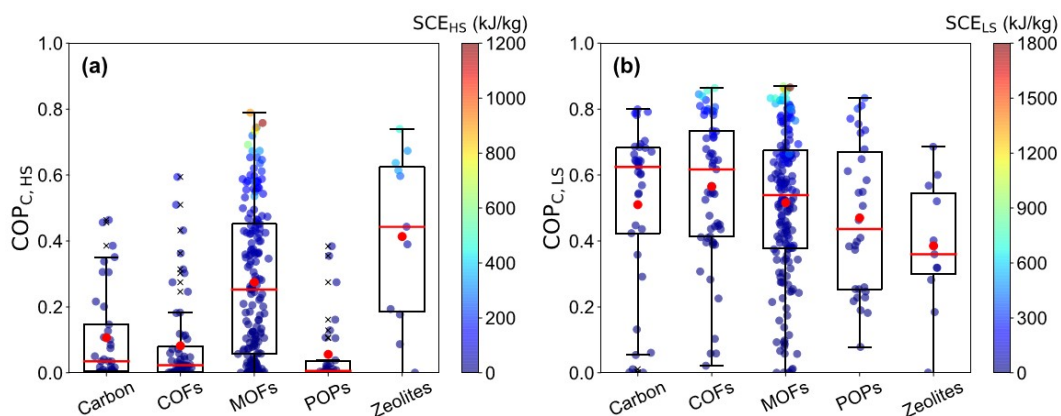 SCE_HS (kJ/kg)
SCE_LS (kJ/kg)
(a)
COP_C, HS
1.0
0.8
0.6
0.4
0.2
0.0
Carbon
COFs
MOFs
POPs
Zeolites
1200
1000
800
600
400
200
0
(b)
COP_C, LS
1.0
0.8
0.6
0.4
0.2
0.0
Carbon
COFs
MOFs
POPs
Zeolites
1800
1500
1200
900
600
300
0